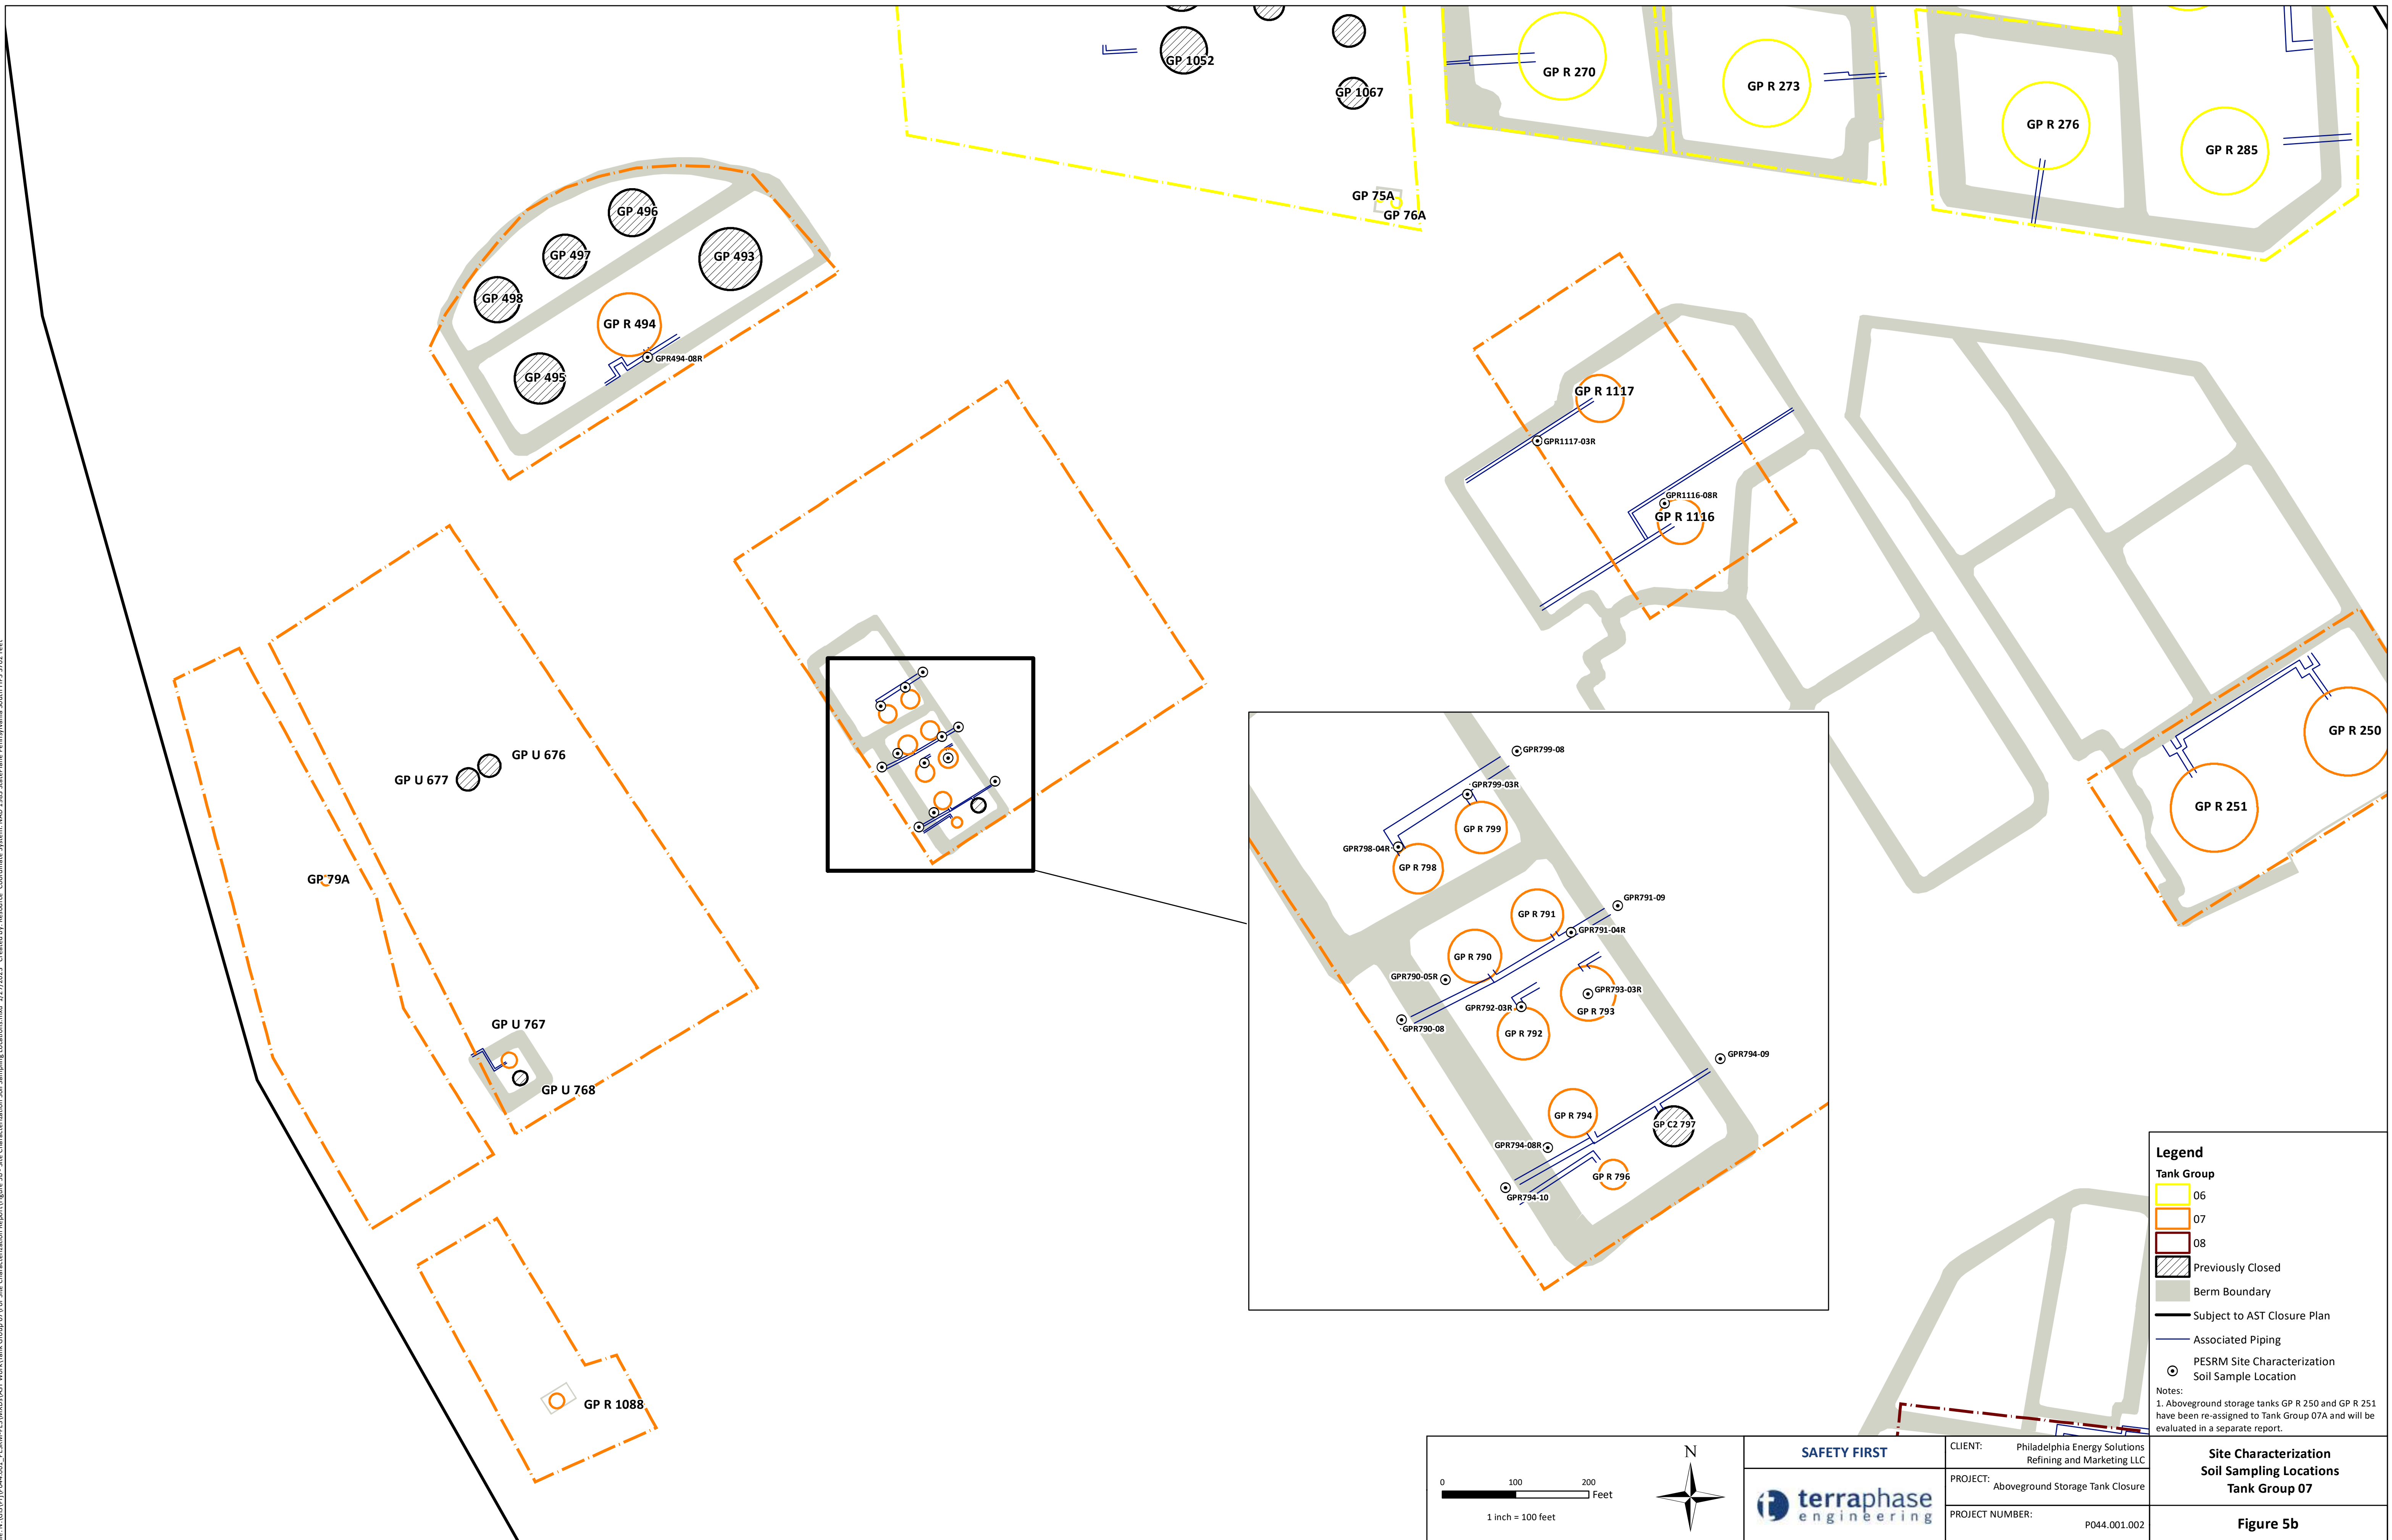 GP 1052
GP 1067
GP R 270
GP R 273
GP R 276
GP R 285
GP 75A
GP 76A
GP 496
GP 497
GP 493
GP 498
GP R 494
GPR494-08R
GP 495
GP R 1117
GPR1117-03R
GPR1116-08R
GP R 1116
GP R 250
GP R 251
GP U 676
GP U 677
GP 79A
GP U 767
GP U 768
GP R 1088
GPR799-08
GPR799-03R
GP R 799
GPR798-04R
GP R 798
GPR791-09
GP R 791
GPR791-04R
GP R 790
GPR790-05R
GPR793-03R
GPR792-03R
GP R 793
GPR790-08
GP R 792
GPR794-09
GP R 794
GP C2 797
GPR794-08R
GP R 796
GPR794-10
Legend
Tank Group
06
07
08
Previously Closed
Berm Boundary
Subject to AST Closure Plan
Associated Piping
PESRM Site Characterization
Soil Sample Location
Notes:
1. Aboveground storage tanks GP R 250 and GP R 251
have been re-assigned to Tank Group 07A and will be
evaluated in a separate report.
0 100 200
Feet
1 inch = 100 feet
N
SAFETY FIRST
terraphase
engineering
CLIENT: Philadelphia Energy Solutions
Refining and Marketing LLC
PROJECT: Aboveground Storage Tank Closure
PROJECT NUMBER: P044.001.002
Site Characterization
Soil Sampling Locations
Tank Group 07
Figure 5b